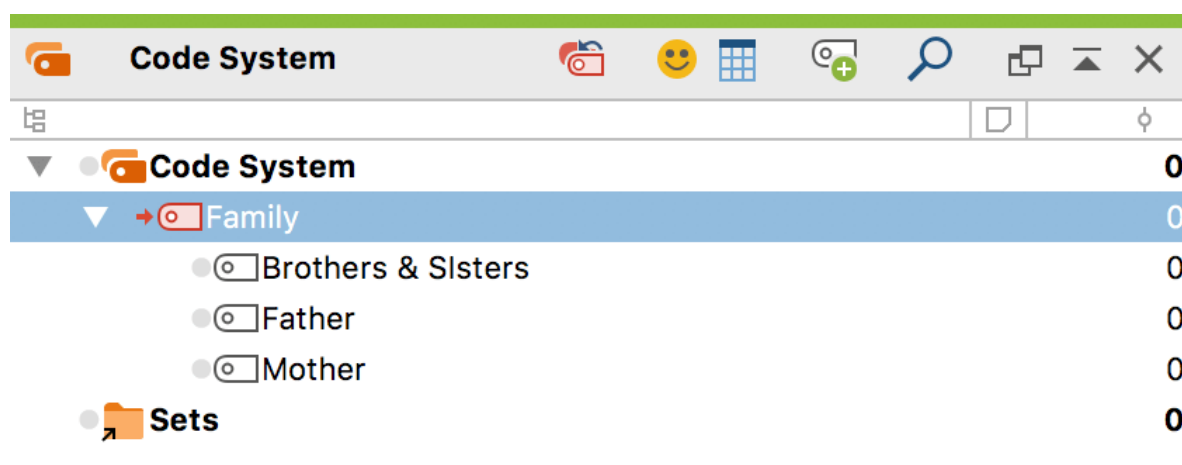 Code System
Code System 0
Family 0
Brothers & SIsters 0
Father 0
Mother 0
Sets 0